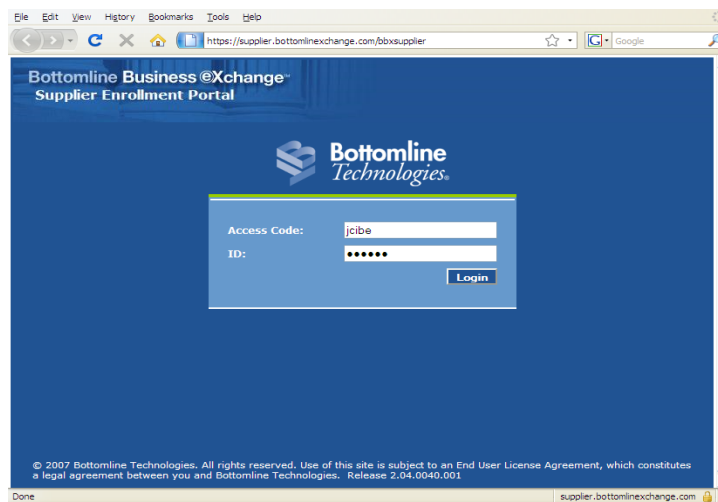 File Edit View History Bookmarks Tools Help
https://supplier.bottomlinexchange.com/bbxsupplier
G Google
Bottomline Business eXchange℠
Supplier Enrollment Portal
Bottomline
Technologies®
Access Code: jcibe
ID: ●●●●●●
Login
© 2007 Bottomline Technologies. All rights reserved. Use of this site is subject to an End User License Agreement, which constitutes
a legal agreement between you and Bottomline Technologies. Release 2.04.0040.001
Done supplier.bottomlinexchange.com